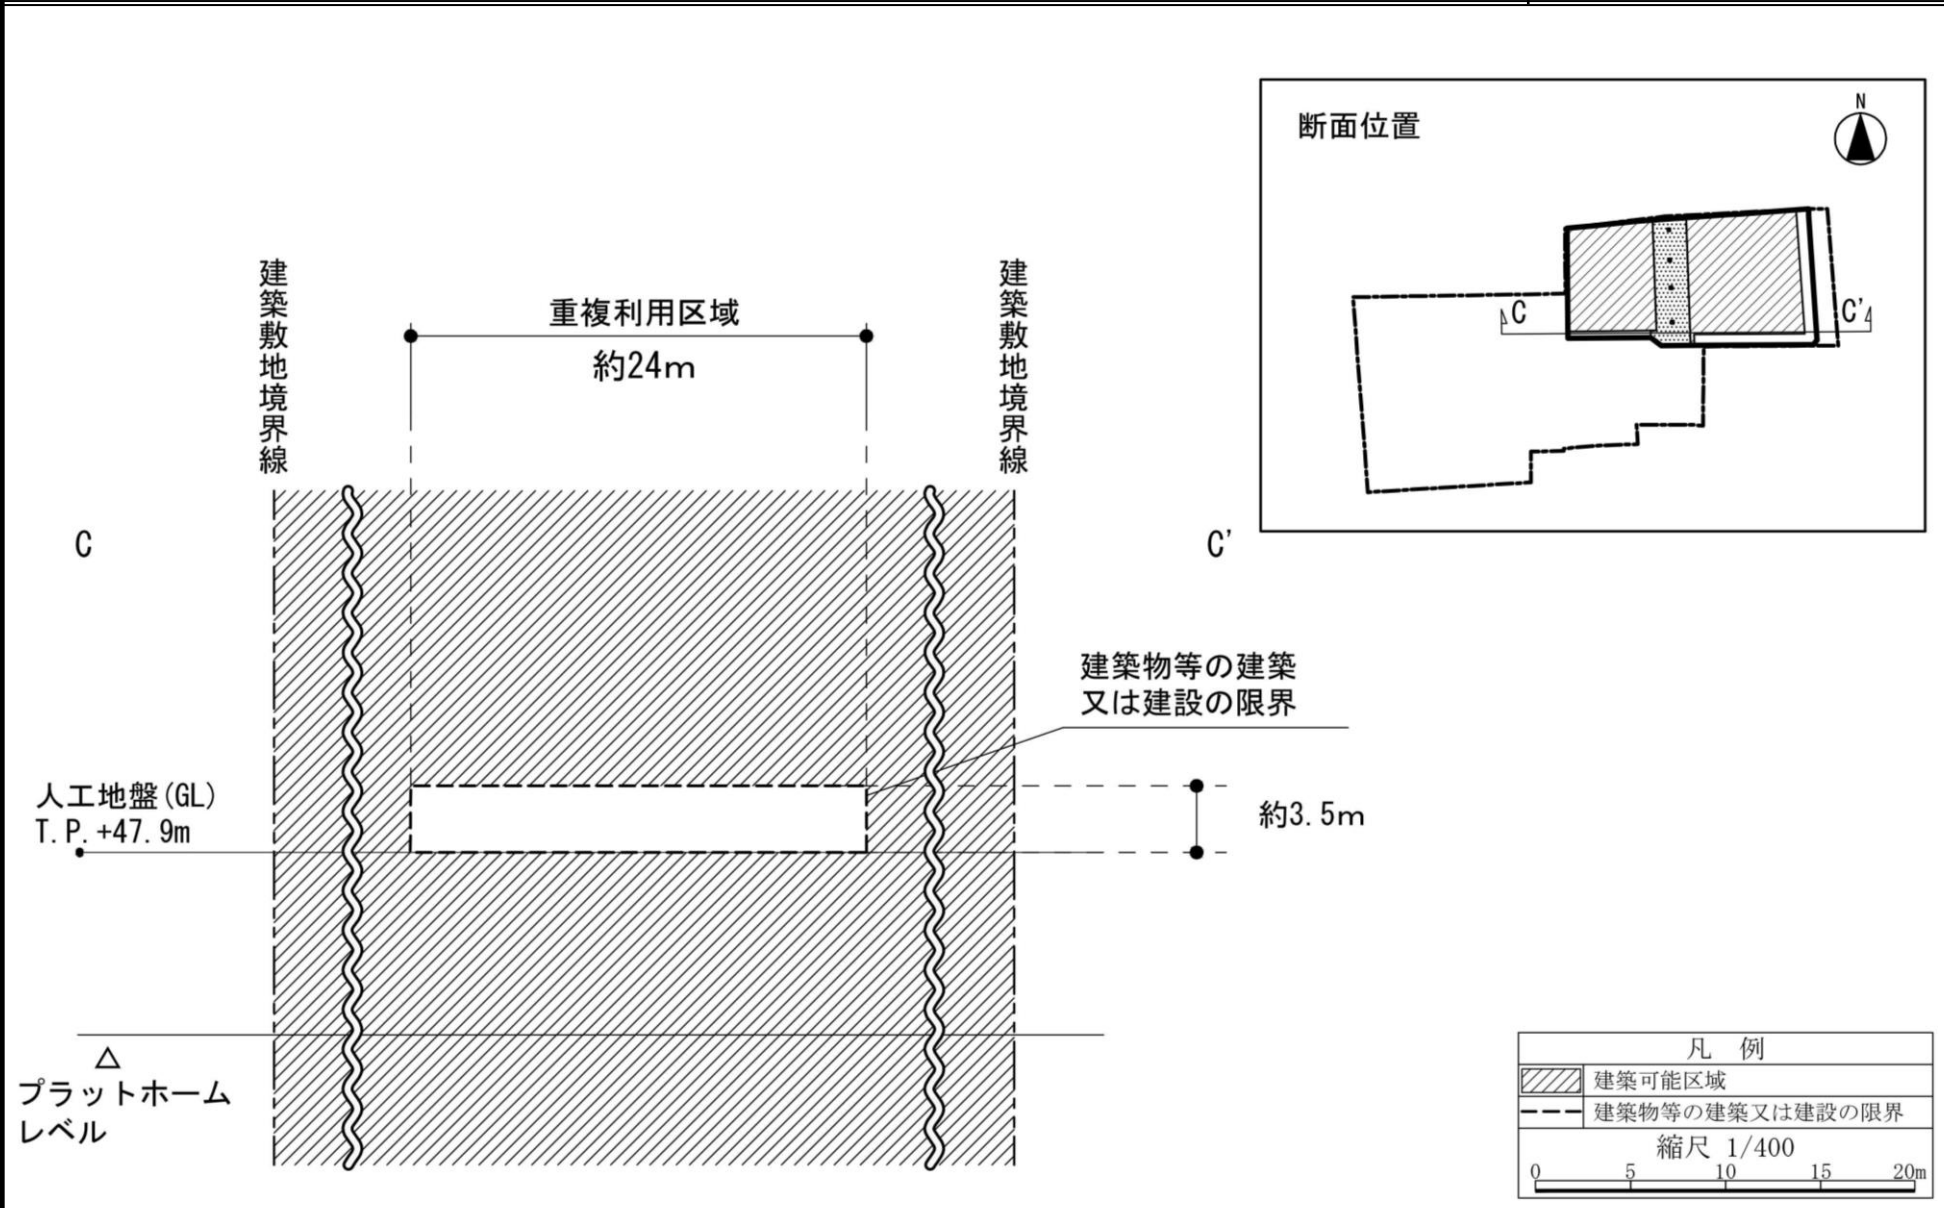 断面位置
N
C
C'
建築敷地境界線
重複利用区域
約24m
建築敷地境界線
C
C'
建築物等の建築
又は建設の限界
人工地盤(GL)
T.P.+47.9m
約3.5m
プラットホーム
レベル
凡 例
建築可能区域
建築物等の建築又は建設の限界
縮尺 1/400
0 5 10 15 20m